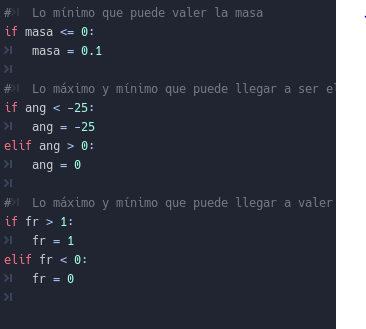 #  Lo mínimo que puede valer la masa
if masa <= 0:
    masa = 0.1

#  Lo máximo y mínimo que puede llegar a ser el
if ang < -25:
    ang = -25
elif ang > 0:
    ang = 0

#  Lo máximo y mínimo que puede llegar a valer
if fr > 1:
    fr = 1
elif fr < 0:
    fr = 0